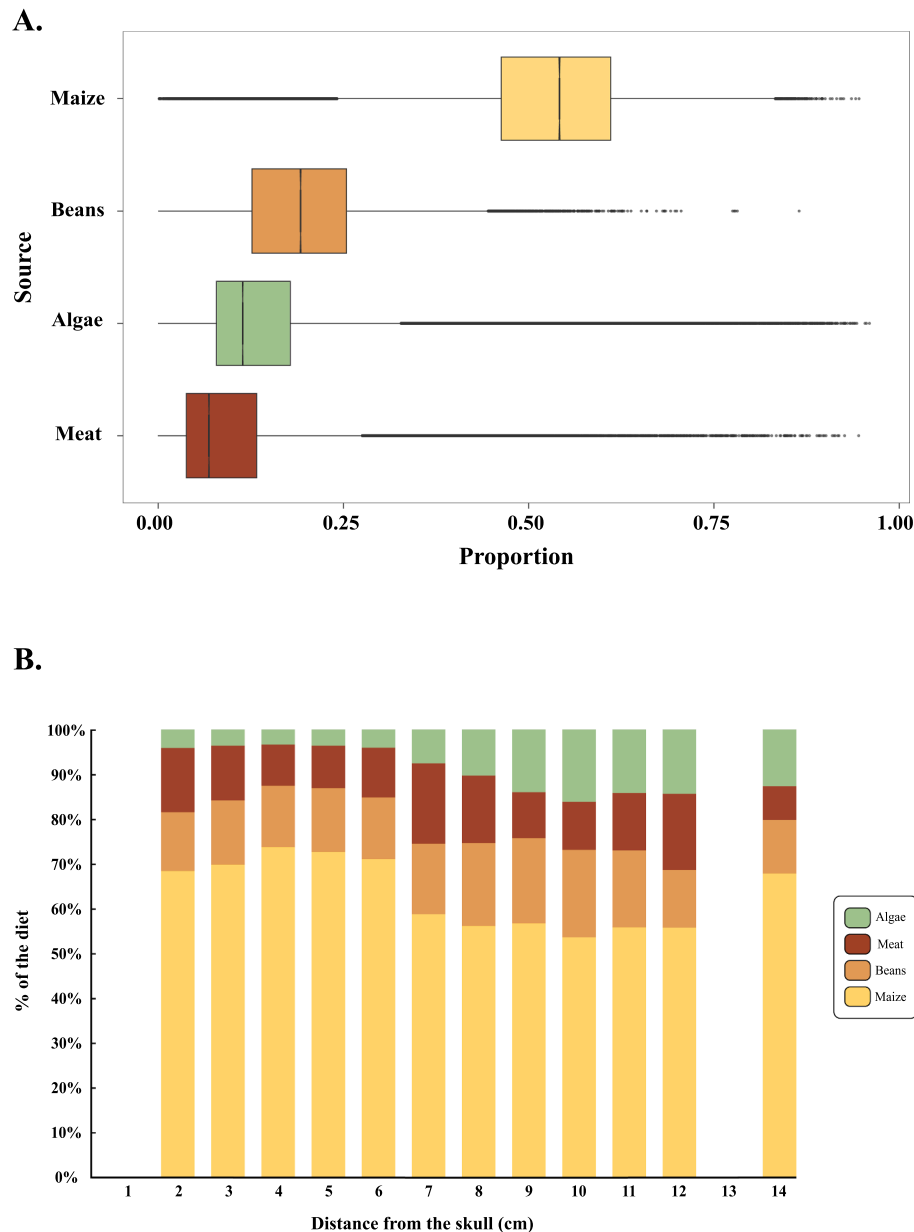 A.
Maize
Beans
Algae
Meat
Source
0.00 0.25 0.50 0.75 1.00
Proportion
B.
100%
90%
80%
70%
60%
50%
40%
30%
20%
10%
0%
% of the diet
1 2 3 4 5 6 7 8 9 10 11 12 13 14
Distance from the skull (cm)
Algae
Meat
Beans
Maize